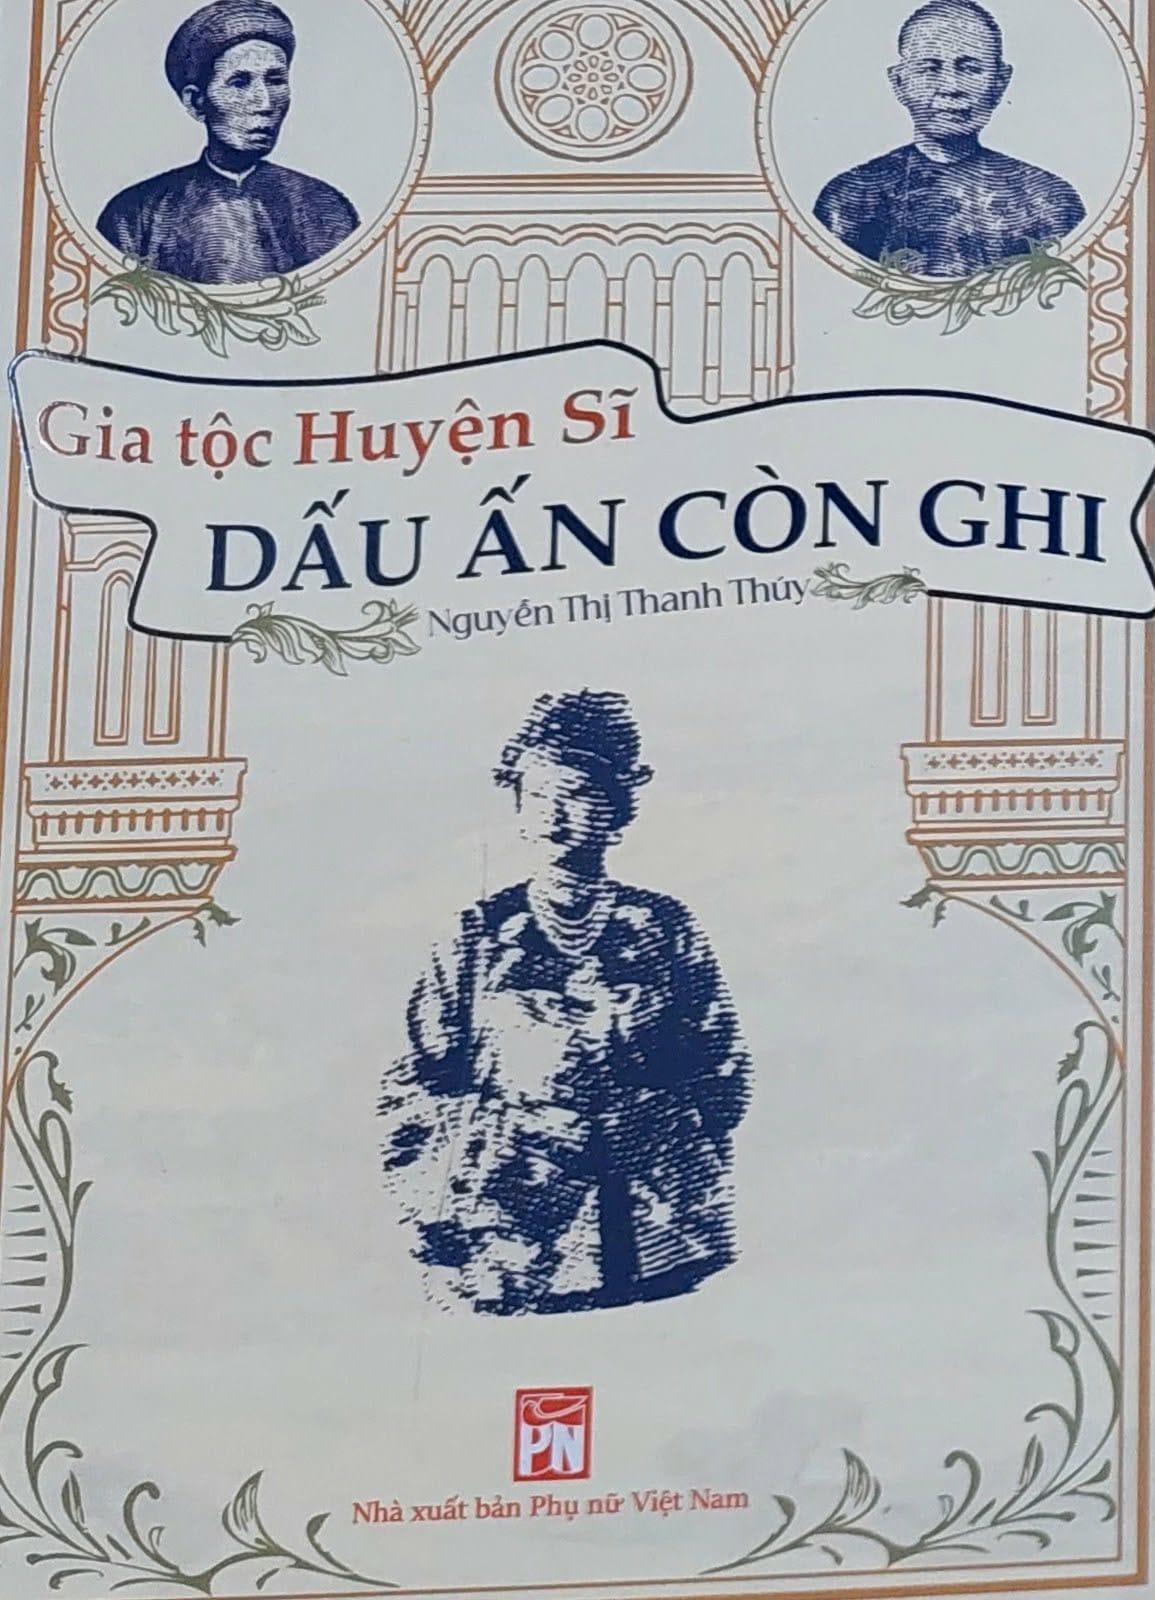 Gia tộc Huyện Sĩ
DẤU ẤN CÒN GHI
Nguyễn Thị Thanh Thúy
PN
Nhà xuất bản Phụ nữ Việt Nam